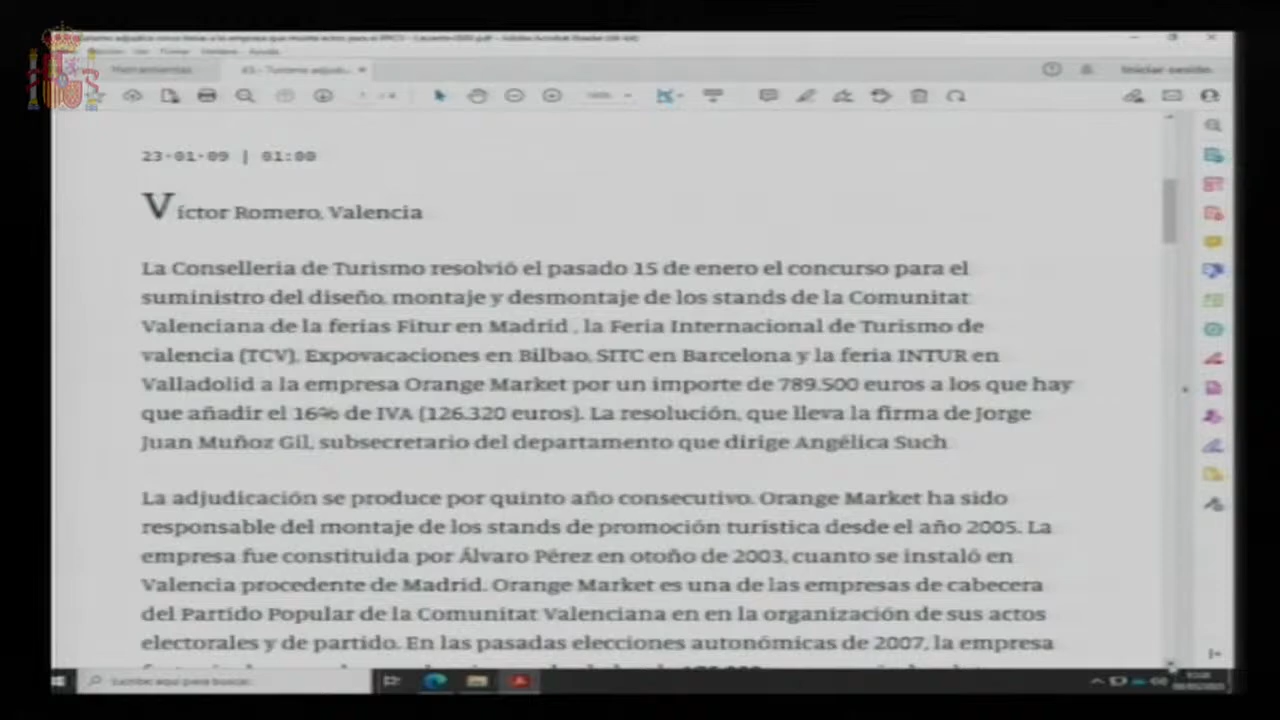 Iniciar sesión
23-01-09 | 01:00
Víctor Romero, Valencia
La Conselleria de Turismo resolvió el pasado 15 de enero el concurso para el
suministro del diseño, montaje y desmontaje de los stands de la Comunitat
Valenciana de la ferias Fitur en Madrid , la Feria Internacional de Turismo de
valencia (TCV), Expovacaciones en Bilbao, SITC en Barcelona y la feria INTUR en
Valladolid a la empresa Orange Market por un importe de 789.500 euros a los que hay
que añadir el 16% de IVA (126.320 euros). La resolución, que lleva la firma de Jorge
Juan Muñoz Gil, subsecretario del departamento que dirige Angélica Such
La adjudicación se produce por quinto año consecutivo. Orange Market ha sido
responsable del montaje de los stands de promoción turística desde el año 2005. La
empresa fue constituida por Álvaro Pérez en otoño de 2003, cuanto se instaló en
Valencia procedente de Madrid. Orange Market es una de las empresas de cabecera
del Partido Popular de la Comunitat Valenciana en en la organización de sus actos
electorales y de partido. En las pasadas elecciones autonómicas de 2007, la empresa
Escribe aquí para buscar